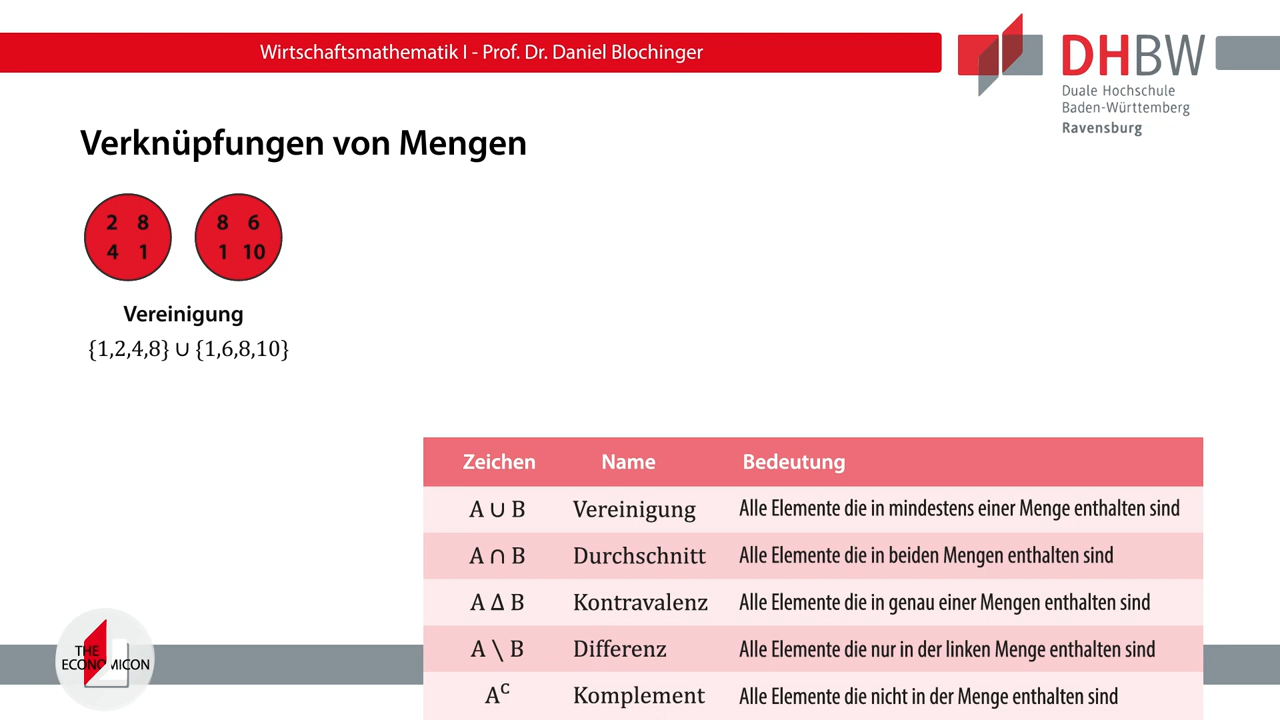 Wirtschaftsmathematik I - Prof. Dr. Daniel Blochinger
DHBW
Duale Hochschule
Baden-Württemberg
Ravensburg
Verknüpfungen von Mengen
2 8 8 6
4 1 1 10
Vereinigung
{1,2,4,8} ∪ {1,6,8,10}
Zeichen Name Bedeutung
A ∪ B Vereinigung Alle Elemente die in mindestens einer Menge enthalten sind
A ∩ B Durchschnitt Alle Elemente die in beiden Mengen enthalten sind
A Δ B Kontravalenz Alle Elemente die in genau einer Mengen enthalten sind
A \ B Differenz Alle Elemente die nur in der linken Menge enthalten sind
Aᶜ Komplement Alle Elemente die nicht in der Menge enthalten sind
THE
ECONOMICON